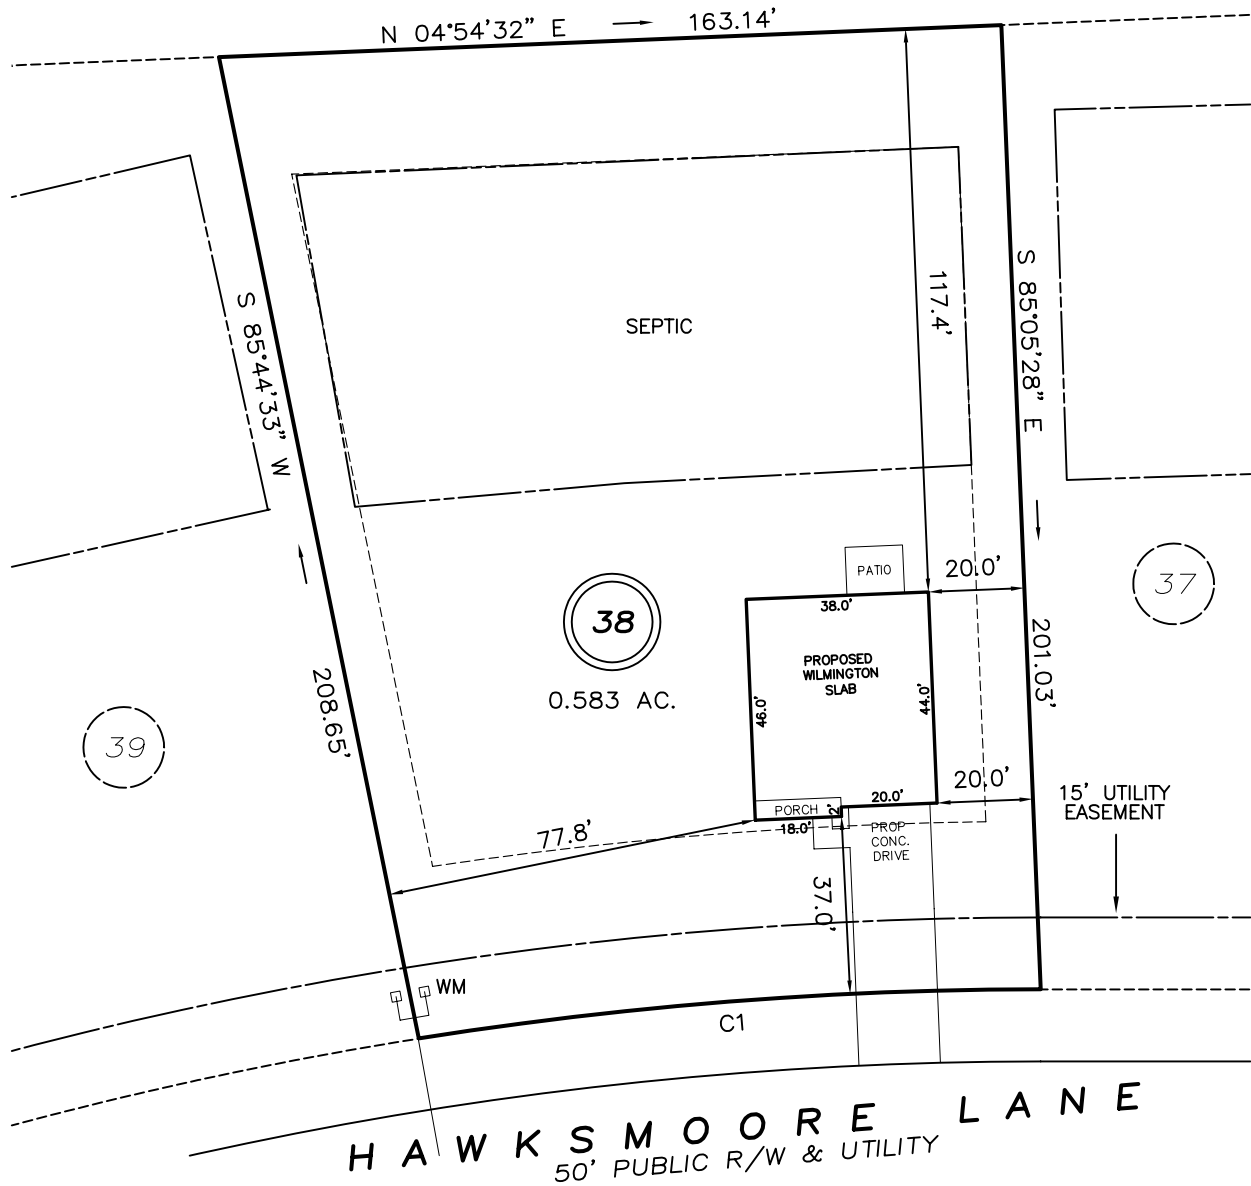 N 04°54'32" E 163.14'
S 85°44'33" W
208.65'
S 85°05'28" E
201.03'
117.4'
SEPTIC
PATIO
20.0'
38.0'
38
0.583 AC.
PROPOSED
WILMINGTON
SLAB
46.0'
44.0'
37
39
20.0'
20.0'
PORCH
2'
18.0'
PROP
CONC.
DRIVE
77.8'
37.0'
15' UTILITY
EASEMENT
WM
C1
HAWKSMOORE LANE
50' PUBLIC R/W & UTILITY